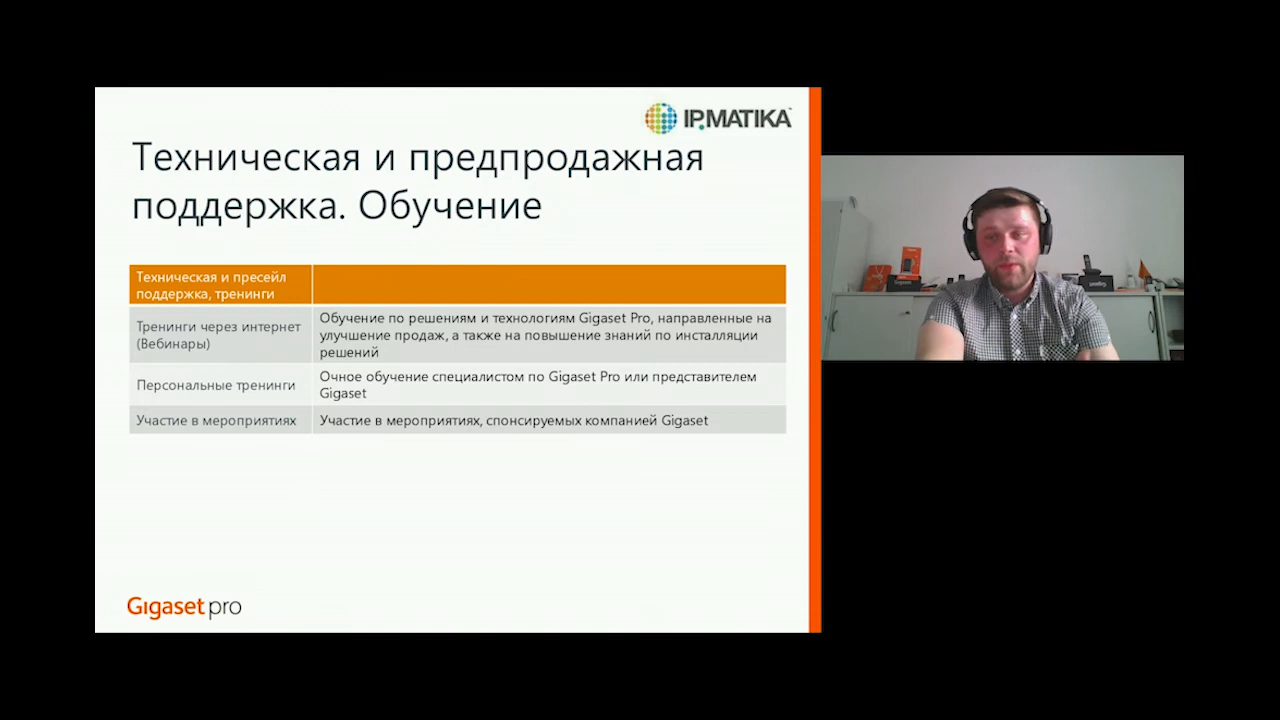 IPMATIKA
Техническая и предпродажная
поддержка. Обучение
Техническая и пресейл
поддержка, тренинги
Тренинги через интернет
(Вебинары)
Обучение по решениям и технологиям Gigaset Pro, направленные на
улучшение продаж, а также на повышение знаний по инсталляции
решений
Персональные тренинги
Очное обучение специалистом по Gigaset Pro или представителем
Gigaset
Участие в мероприятиях
Участие в мероприятиях, спонсируемых компанией Gigaset
Gigaset pro